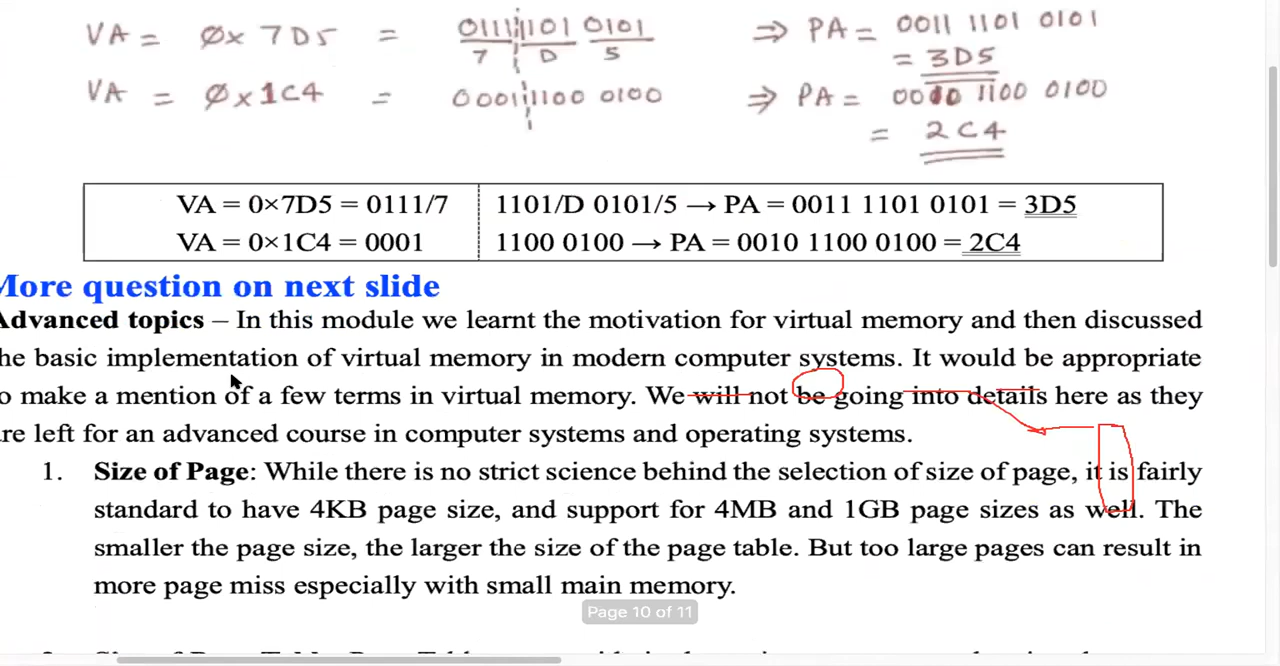 VA = 0x 7D5 = 0111 1101 0101 ⇒ PA = 0011 1101 0101
7 D 5 = 3D5
VA = 0x1C4 = 0001 1100 0100 ⇒ PA = 0010 1100 0100
= 2C4
VA = 0×7D5 = 0111/7 1101/D 0101/5 → PA = 0011 1101 0101 = 3D5
VA = 0×1C4 = 0001 1100 0100 → PA = 0010 1100 0100 = 2C4
More question on next slide
Advanced topics – In this module we learnt the motivation for virtual memory and then discussed
he basic implementation of virtual memory in modern computer systems. It would be appropriate
o make a mention of a few terms in virtual memory. We will not be going into details here as they
re left for an advanced course in computer systems and operating systems.
1. Size of Page: While there is no strict science behind the selection of size of page, it is fairly
standard to have 4KB page size, and support for 4MB and 1GB page sizes as well. The
smaller the page size, the larger the size of the page table. But too large pages can result in
more page miss especially with small main memory.
Page 10 of 11